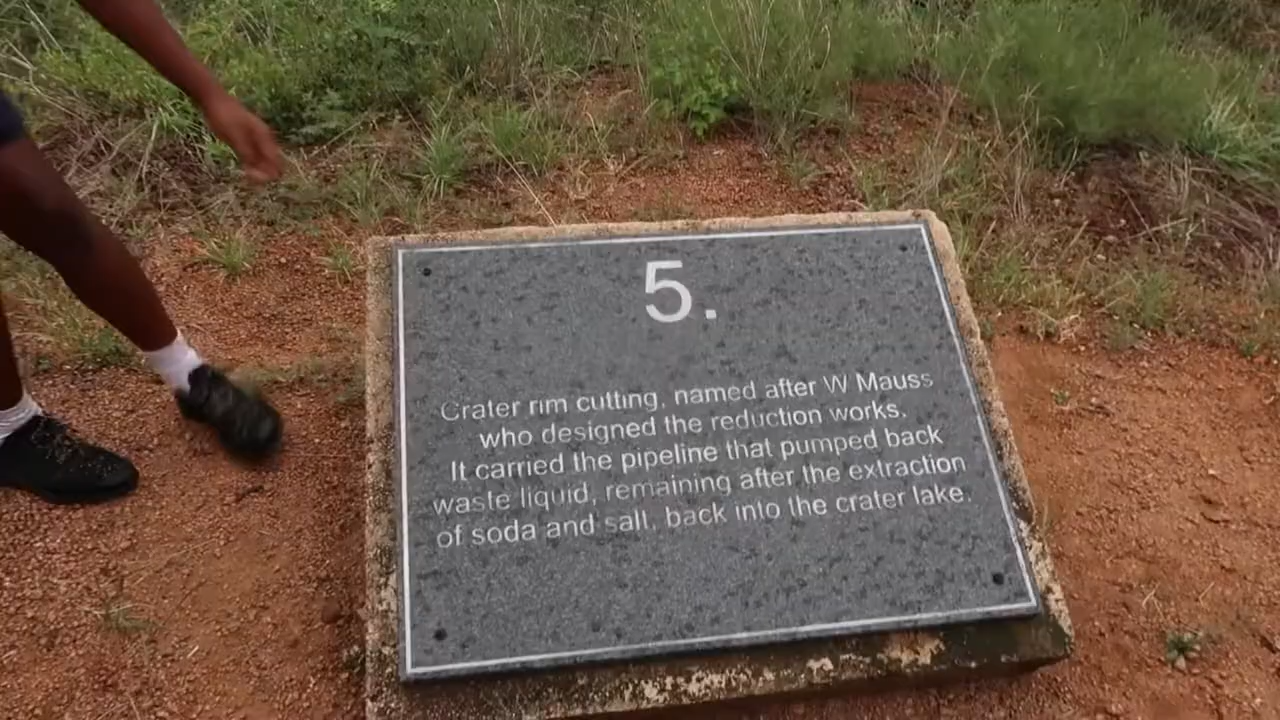 5.
Crater rim cutting, named after W Mauss
who designed the reduction works.
It carried the pipeline that pumped back
waste liquid, remaining after the extraction
of soda and salt, back into the crater lake.